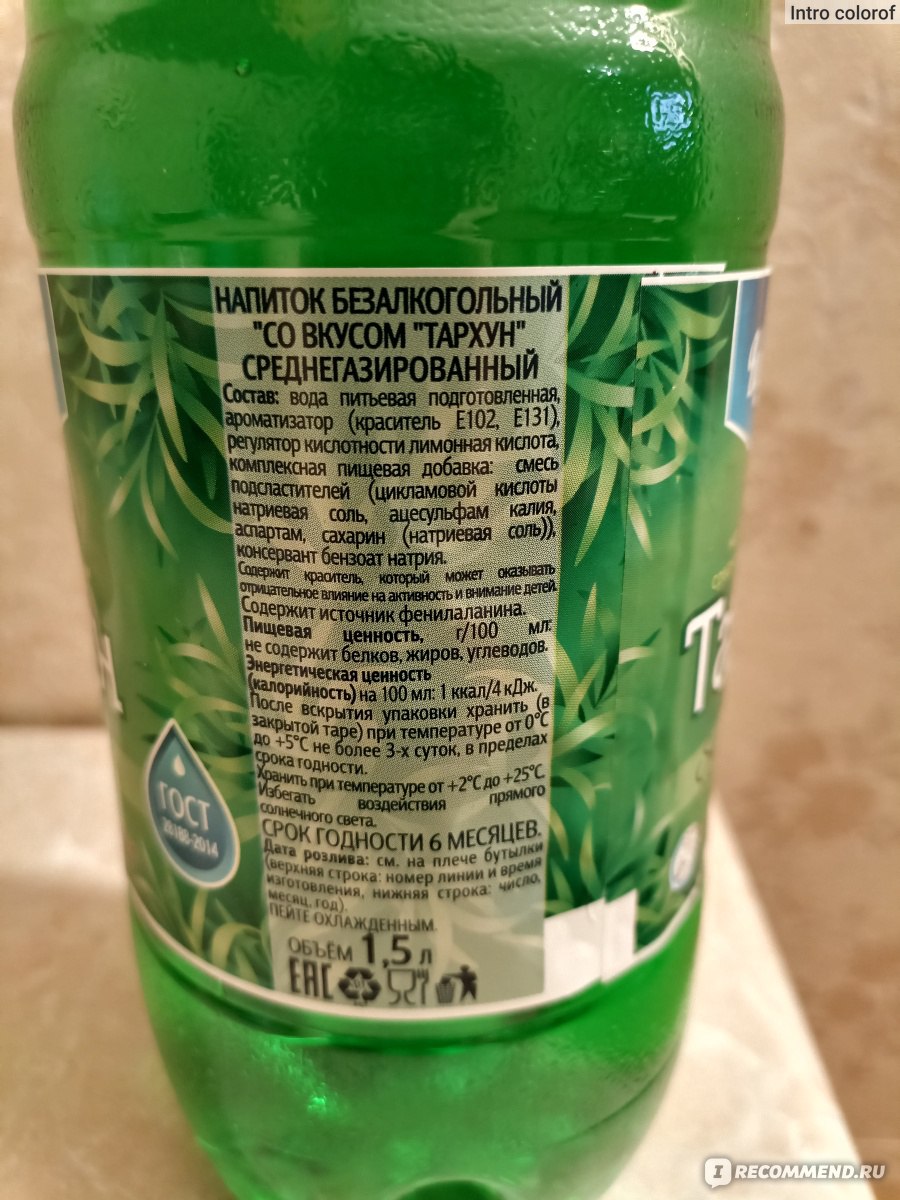 Intro colorof
НАПИТОК БЕЗАЛКОГОЛЬНЫЙ
"СО ВКУСОМ "ТАРХУН"
СРЕДНЕГАЗИРОВАННЫЙ
Состав: вода питьевая подготовленная,
ароматизатор (краситель Е102, Е131),
регулятор кислотности лимонная кислота,
комплексная пищевая добавка: смесь
подсластителей (цикламовой кислоты
натриевая соль, ацесульфам калия,
аспартам, сахарин (натриевая соль)),
консервант бензоат натрия.
Содержит краситель, который может оказывать
отрицательное влияние на активность и внимание детей.
Содержит источник фенилаланина.
Пищевая ценность, г/100 мл:
не содержит белков, жиров, углеводов.
Энергетическая ценность
(калорийность) на 100 мл: 1 ккал/4 кДж.
После вскрытия упаковки хранить (в
закрытой таре) при температуре от 0°С
до +5°С не более 3-х суток, в пределах
срока годности.
Хранить при температуре от +2°С до +25°С.
Избегать воздействия прямого
солнечного света.
СРОК ГОДНОСТИ 6 МЕСЯЦЕВ.
Дата розлива: см. на плече бутылки
(верхняя строка: номер линии и время
изготовления, нижняя строка: число,
месяц, год).
ПЕЙТЕ ОХЛАЖДЕННЫМ.
ОБЪЁМ 1,5 л
ЕАС
ГОСТ
28188-2014
IRECOMMEND.RU